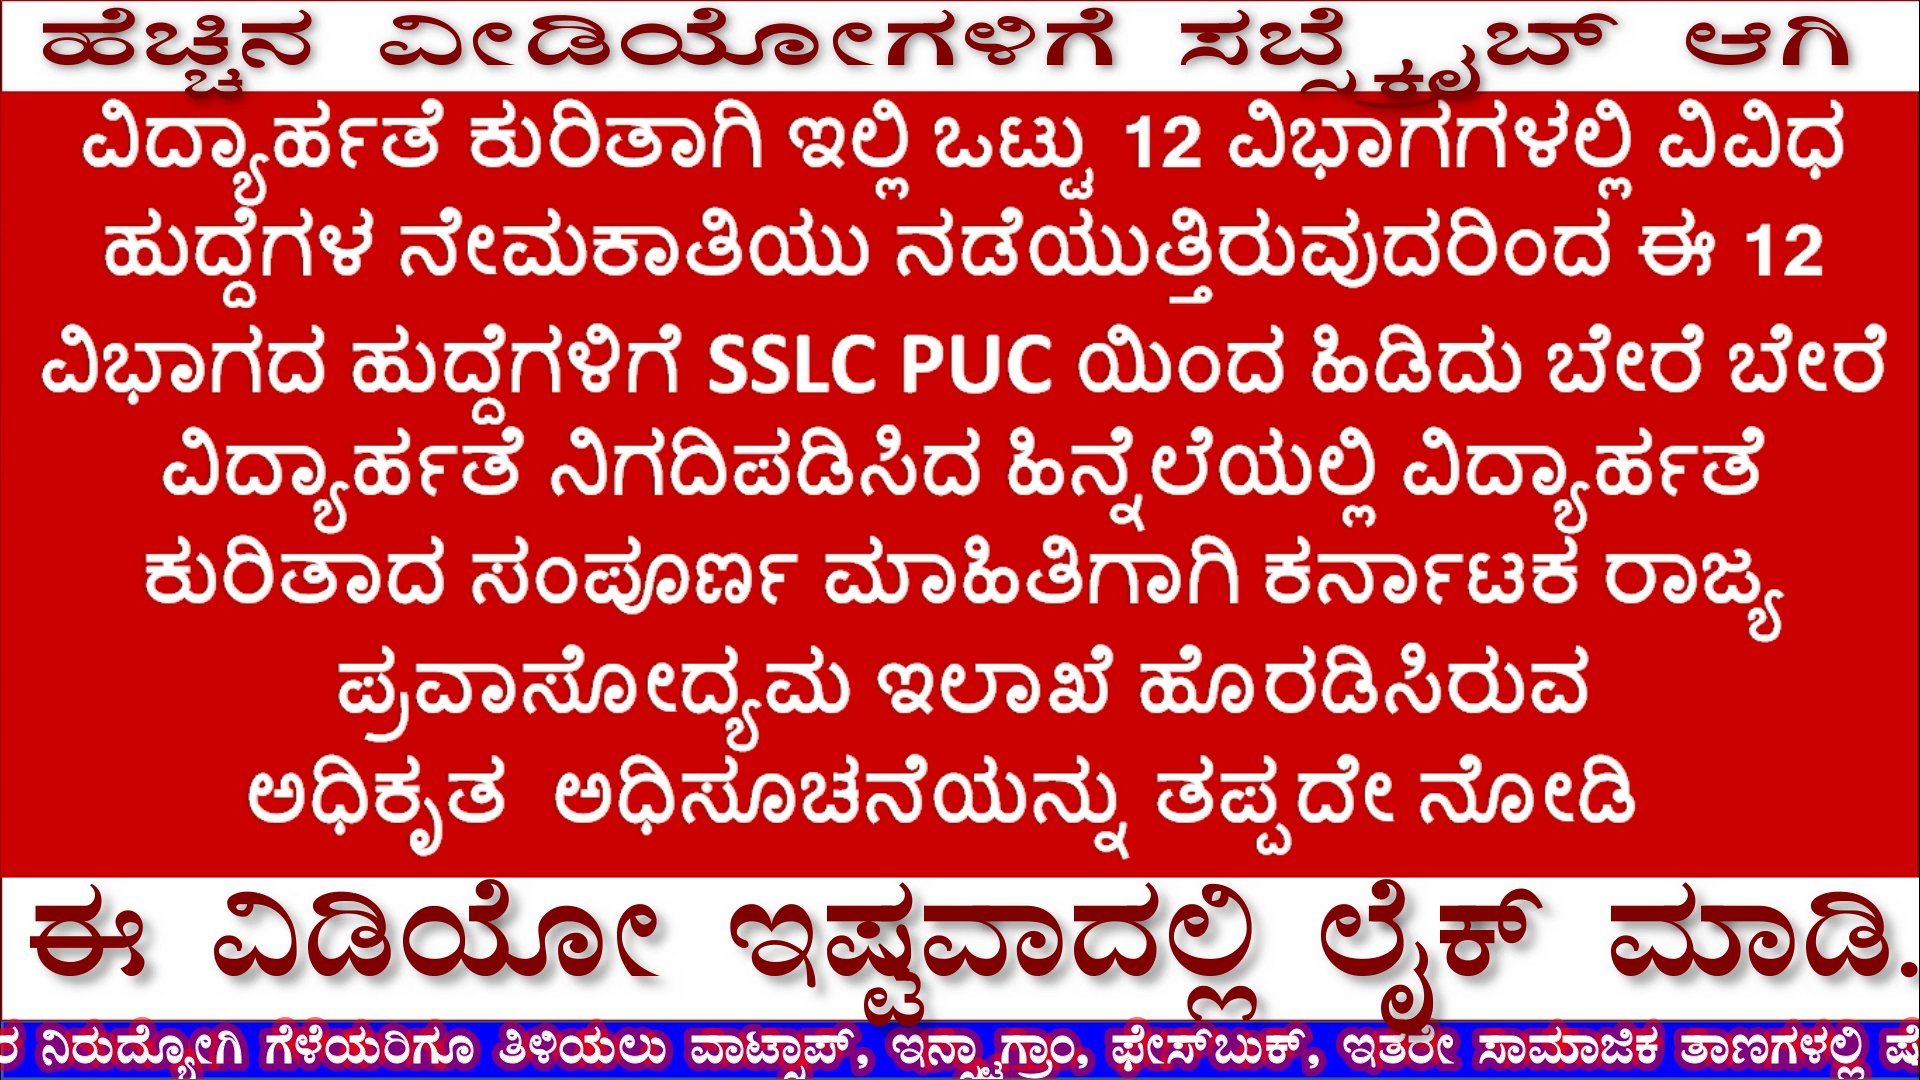 ಹೆಚ್ಚಿನ ವೀಡಿಯೋಗಳಿಗೆ ಸಬ್ಸ್ಕ್ರೈಬ್ ಆಗಿ
ವಿದ್ಯಾರ್ಹತೆ ಕುರಿತಾಗಿ ಇಲ್ಲಿ ಒಟ್ಟು 12 ವಿಭಾಗಗಳಲ್ಲಿ ವಿವಿಧ
ಹುದ್ದೆಗಳ ನೇಮಕಾತಿಯು ನಡೆಯುತ್ತಿರುವುದರಿಂದ ಈ 12
ವಿಭಾಗದ ಹುದ್ದೆಗಳಿಗೆ SSLC PUC ಯಿಂದ ಹಿಡಿದು ಬೇರೆ ಬೇರೆ
ವಿದ್ಯಾರ್ಹತೆ ನಿಗದಿಪಡಿಸಿದ ಹಿನ್ನೆಲೆಯಲ್ಲಿ ವಿದ್ಯಾರ್ಹತೆ
ಕುರಿತಾದ ಸಂಪೂರ್ಣ ಮಾಹಿತಿಗಾಗಿ ಕರ್ನಾಟಕ ರಾಜ್ಯ
ಪ್ರವಾಸೋದ್ಯಮ ಇಲಾಖೆ ಹೊರಡಿಸಿರುವ
ಅಧಿಕೃತ ಅಧಿಸೂಚನೆಯನ್ನು ತಪ್ಪದೇ ನೋಡಿ
ಈ ವಿಡಿಯೋ ಇಷ್ಟವಾದಲ್ಲಿ ಲೈಕ್ ಮಾಡಿ.
ನಿರುದ್ಯೋಗಿ ಗೆಳೆಯರಿಗೂ ತಿಳಿಯಲು ವಾಟ್ಸಾಪ್, ಇನ್ಸ್ಟಾಗ್ರಾಂ, ಫೇಸ್‌ಬುಕ್, ಇತರೇ ಸಾಮಾಜಿಕ ತಾಣಗಳಲ್ಲಿ